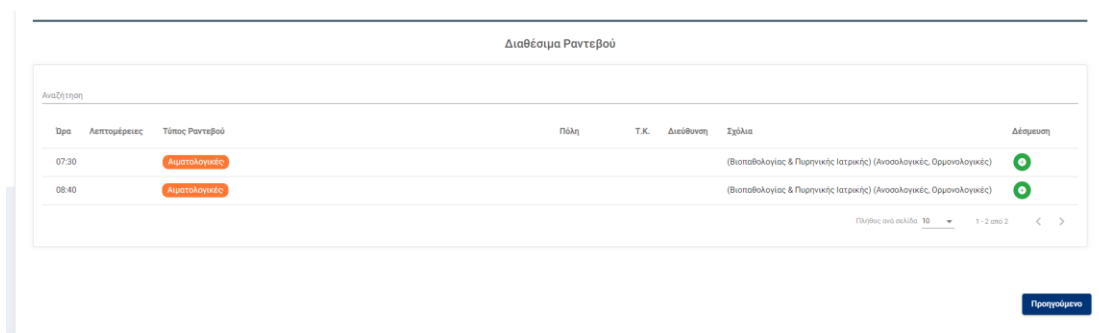 Διαθέσιμα Ραντεβού
Αναζήτηση
Ώρα Λεπτομέρειες Τύπος Ραντεβού Πόλη Τ.Κ. Διεύθυνση Σχόλια Δέσμευση
07:30 Αιματολογικές (Βιοπαθολογίας & Πυρηνικής Ιατρικής) (Ανοσολογικές, Ορμονολογικές)
08:40 Αιματολογικές (Βιοπαθολογίας & Πυρηνικής Ιατρικής) (Ανοσολογικές, Ορμονολογικές)
Πλήθος ανά σελίδα 10 1 - 2 από 2
Προηγούμενο